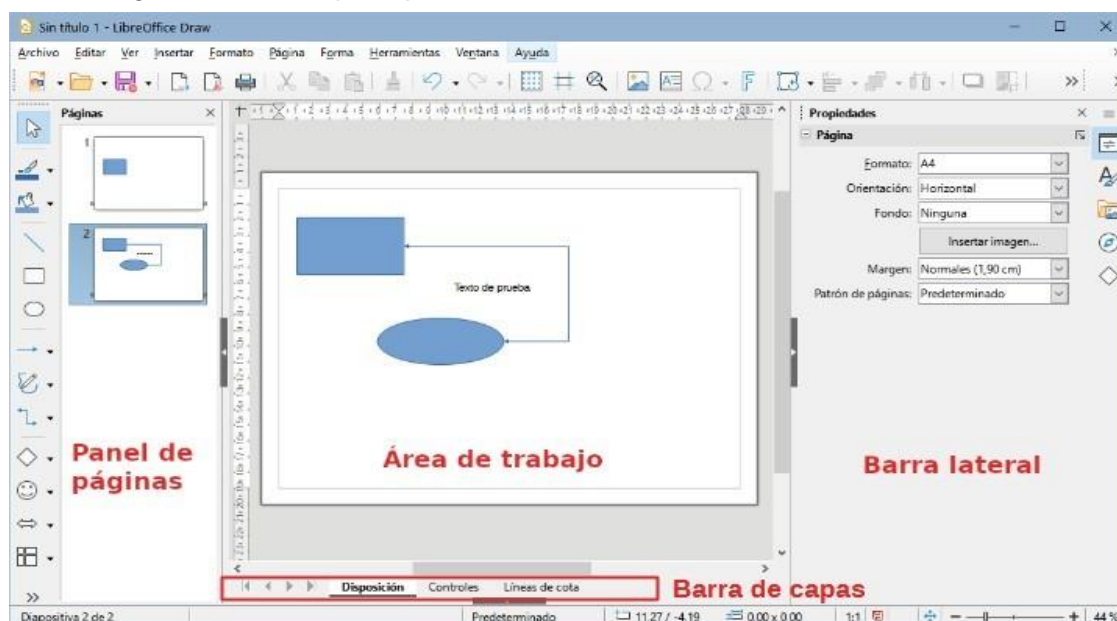 Sin título 1 - LibreOffice Draw
Archivo Editar Ver Insertar Formato Página Forma Herramientas Ventana Ayuda
Páginas
Propiedades
Página
1
Formato: A4
Orientación: Horizontal
Fondo: Ninguna
2
Insertar imagen...
Margen: Normales (1,90 cm)
Texto de prueba
Patrón de páginas: Predeterminado
Panel de
páginas
Área de trabajo
Barra lateral
Disposición Controles Líneas de cota
Barra de capas
Diapositiva 2 de 2 Predeterminado 11.27 / -4.19 0.00 x 0.00 1:1 44 %